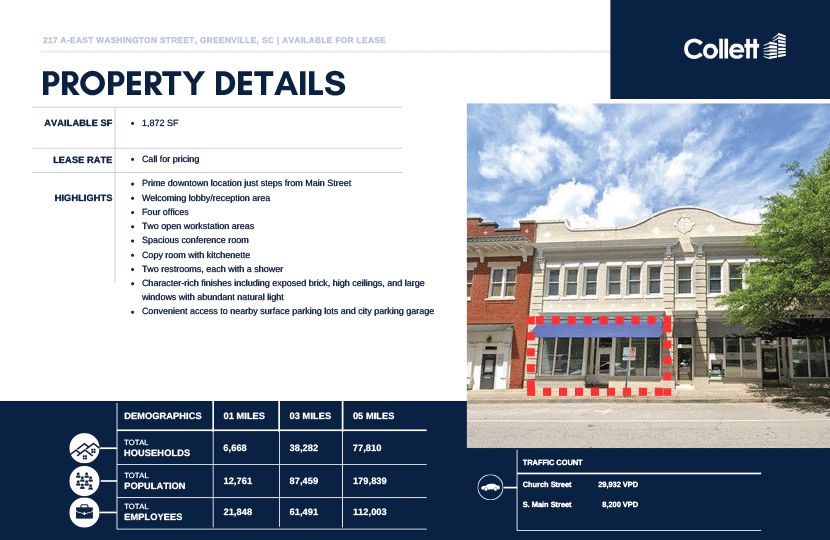 217 A-EAST WASHINGTON STREET, GREENVILLE, SC | AVAILABLE FOR LEASE
Collett
PROPERTY DETAILS
AVAILABLE SF
• 1,872 SF
LEASE RATE
• Call for pricing
HIGHLIGHTS
• Prime downtown location just steps from Main Street
• Welcoming lobby/reception area
• Four offices
• Two open workstation areas
• Spacious conference room
• Copy room with kitchenette
• Two restrooms, each with a shower
• Character-rich finishes including exposed brick, high ceilings, and large
windows with abundant natural light
• Convenient access to nearby surface parking lots and city parking garage
DEMOGRAPHICS 01 MILES 03 MILES 05 MILES
TOTAL
HOUSEHOLDS 6,668 38,282 77,810
TOTAL
POPULATION 12,761 87,459 179,839
TOTAL
EMPLOYEES 21,848 61,491 112,003
TRAFFIC COUNT
Church Street 29,932 VPD
S. Main Street 8,200 VPD